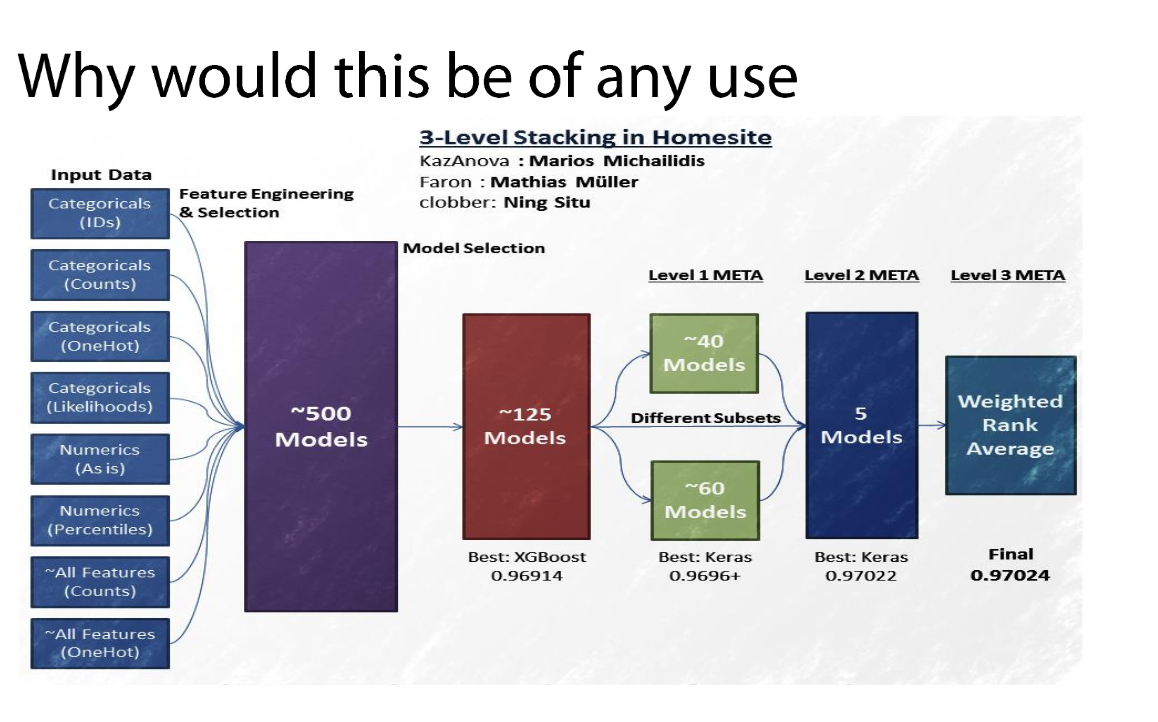 Why would this be of any use
3-Level Stacking in Homesite
KazAnova : Marios Michailidis
Faron : Mathias Müller
clobber: Ning Situ
Input Data
Categoricals
(IDs)
Categoricals
(Counts)
Categoricals
(OneHot)
Categoricals
(Likelihoods)
Numerics
(As is)
Numerics
(Percentiles)
~All Features
(Counts)
~All Features
(OneHot)
Feature Engineering
& Selection
~500
Models
Model Selection
~125
Models
Best: XGBoost
0.96914
Level 1 META
~40
Models
Different Subsets
~60
Models
Best: Keras
0.9696+
Level 2 META
5
Models
Best: Keras
0.97022
Level 3 META
Weighted
Rank
Average
Final
0.97024